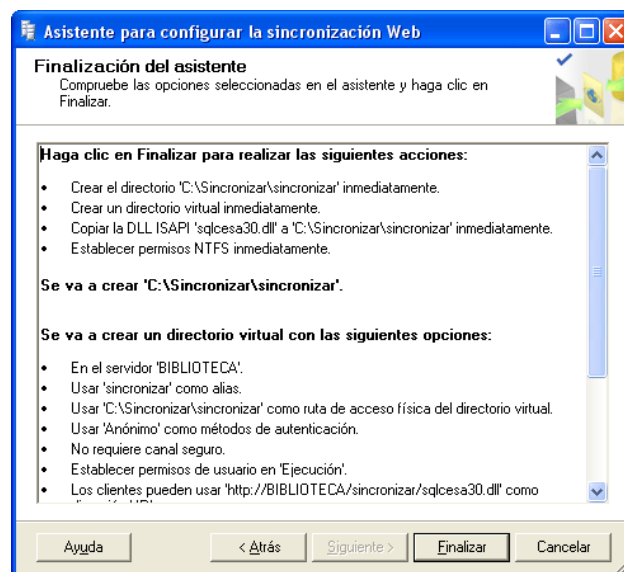 Asistente para configurar la sincronización Web
Finalización del asistente
Compruebe las opciones seleccionadas en el asistente y haga clic en
Finalizar.
Haga clic en Finalizar para realizar las siguientes acciones:
• Crear el directorio 'C:\Sincronizar\sincronizar' inmediatamente.
• Crear un directorio virtual inmediatamente.
• Copiar la DLL ISAPI 'sqlcesa30.dll' a 'C:\Sincronizar\sincronizar' inmediatamente.
• Establecer permisos NTFS inmediatamente.
Se va a crear 'C:\Sincronizar\sincronizar'.
Se va a crear un directorio virtual con las siguientes opciones:
• En el servidor 'BIBLIOTECA'.
• Usar 'sincronizar' como alias.
• Usar 'C:\Sincronizar\sincronizar' como ruta de acceso física del directorio virtual.
• Usar 'Anónimo' como métodos de autenticación.
• No requiere canal seguro.
• Establecer permisos de usuario en 'Ejecución'.
• Los clientes pueden usar 'http://BIBLIOTECA/sincronizar/sqlcesa30.dll' como
Ayuda
< Atrás
Siguiente >
Finalizar
Cancelar